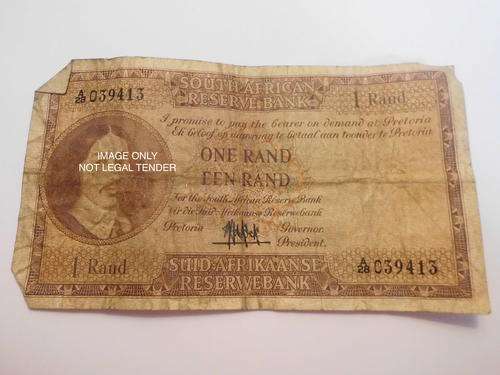 SOUTH AFRICAN
RESERVE BANK
A/28 039413
1 Rand
I promise to pay the bearer on demand at Pretoria
Ek beloof op aanvraag te betaal aan toonder te Pretoria
IMAGE ONLY
NOT LEGAL TENDER
ONE RAND
EEN RAND
For the South African Reserve Bank
Vir die Suid-Afrikaanse Reserwebank
Pretoria
Governor.
President.
1 Rand
SUID-AFRIKAANSE
RESERWEBANK
A/28 039413